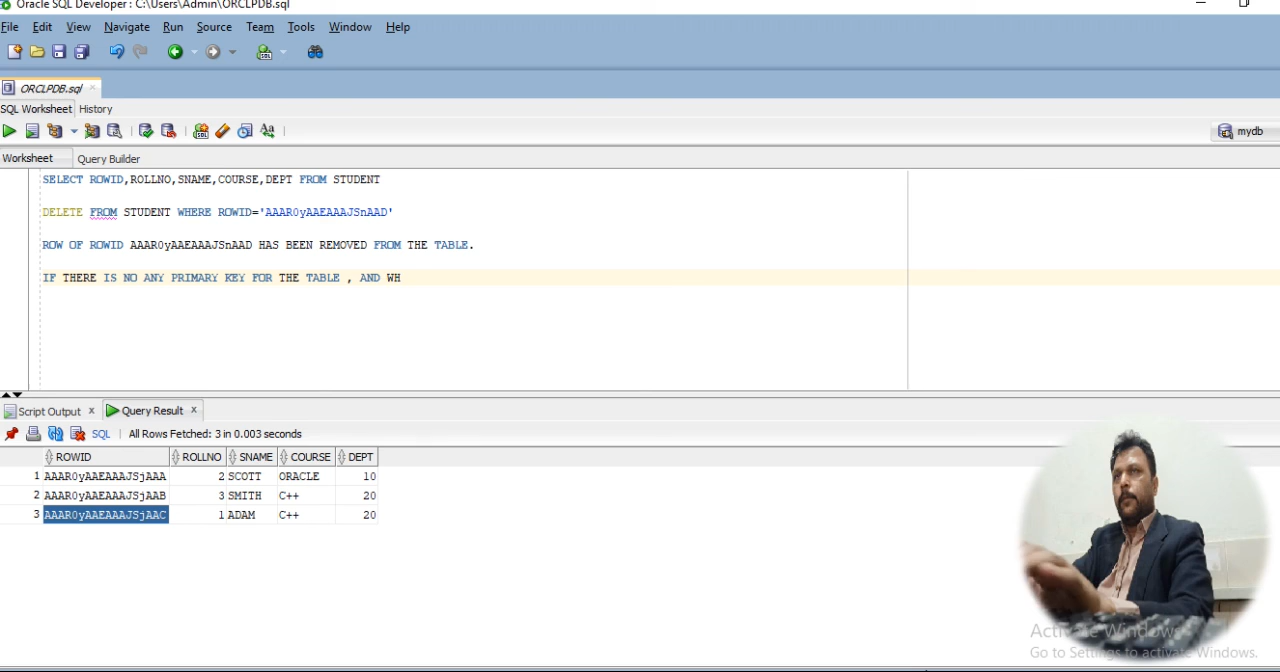 Oracle SQL Developer : C:\Users\Admin\ORCLPDB.sql
File Edit View Navigate Run Source Team Tools Window Help
ORCLPDB.sql
SQL Worksheet History
mydb
Worksheet Query Builder
SELECT ROWID,ROLLNO,SNAME,COURSE,DEPT FROM STUDENT
DELETE FROM STUDENT WHERE ROWID='AAAR0yAAEAAAJSnAAD'
ROW OF ROWID AAAR0yAAEAAAJSnAAD HAS BEEN REMOVED FROM THE TABLE.
IF THERE IS NO ANY PRIMARY KEY FOR THE TABLE , AND WH
Script Output x Query Result x
SQL | All Rows Fetched: 3 in 0.003 seconds
ROWID ROLLNO SNAME COURSE DEPT
1 AAAR0yAAEAAAJSjAAA 2 SCOTT ORACLE 10
2 AAAR0yAAEAAAJSjAAB 3 SMITH C++ 20
3 AAAR0yAAEAAAJSjAAC 1 ADAM C++ 20
Activate Windows
Go to Settings to activate Windows.